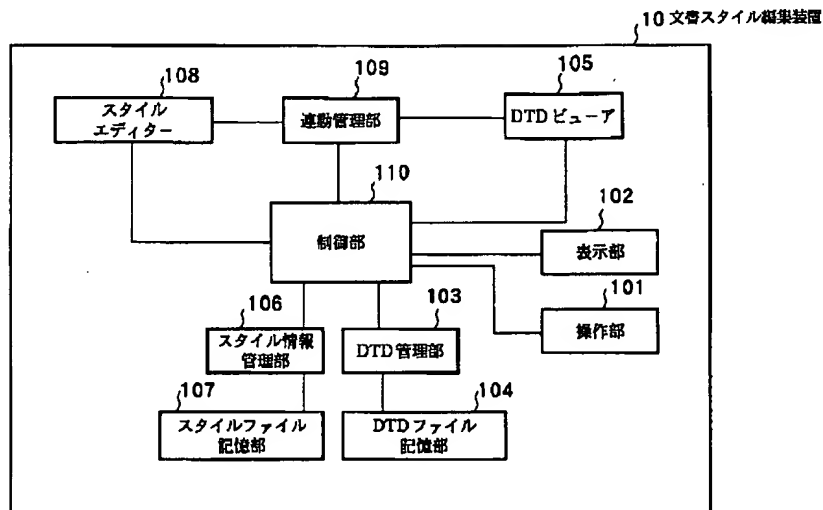 10 文書スタイル編集装置
108
109
105
スタイル
エディター
連動管理部
DTD ビューア
110
制御部
102
表示部
101
操作部
106
103
スタイル情報
管理部
DTD 管理部
107
104
スタイルファイル
記憶部
DTD ファイル
記憶部